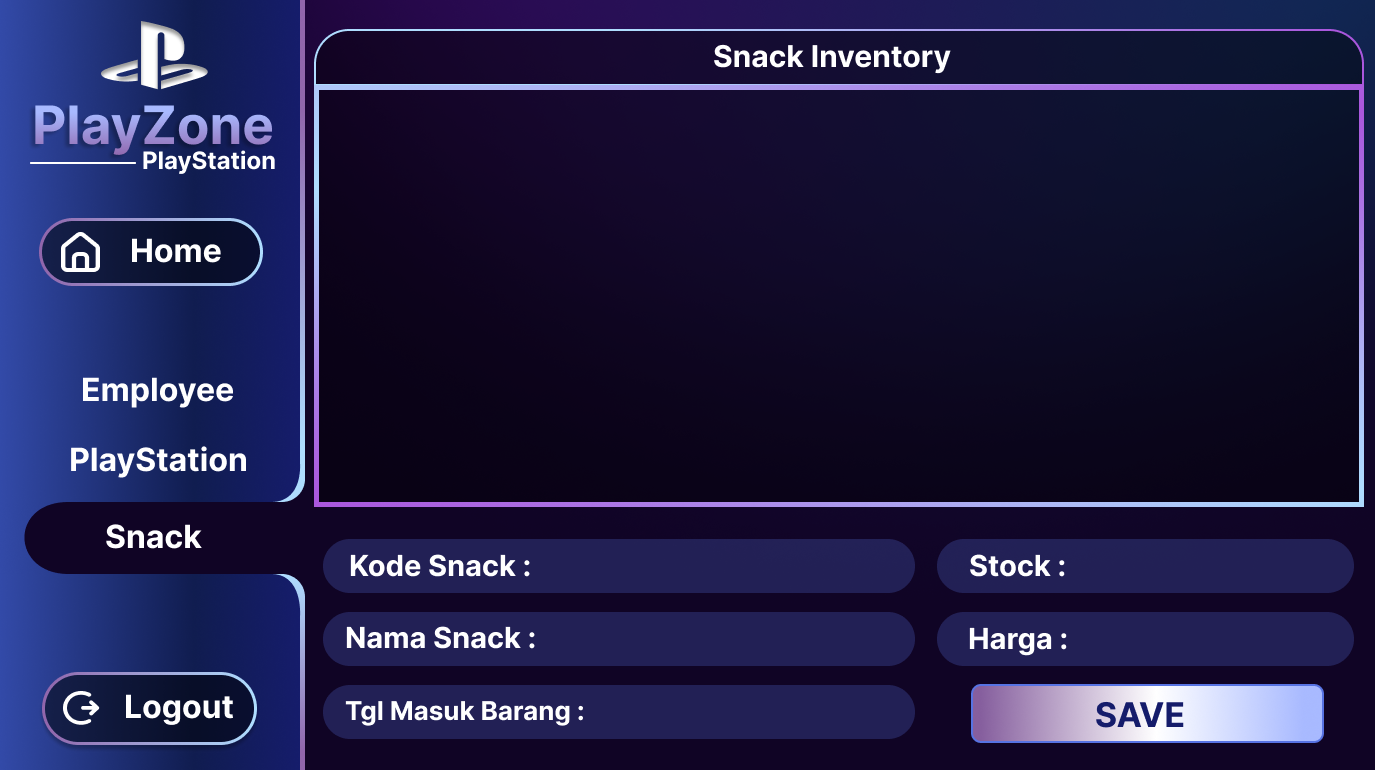 PlayZone
PlayStation
Home
Employee
PlayStation
Snack
Logout
Snack Inventory
Kode Snack :
Stock :
Nama Snack :
Harga :
Tgl Masuk Barang :
SAVE